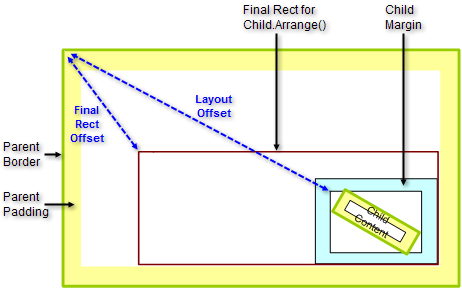 Final Rect for
Child.Arrange()
Child
Margin
Layout
Offset
Final
Rect
Offset
Parent
Border
Parent
Padding
Child
Content